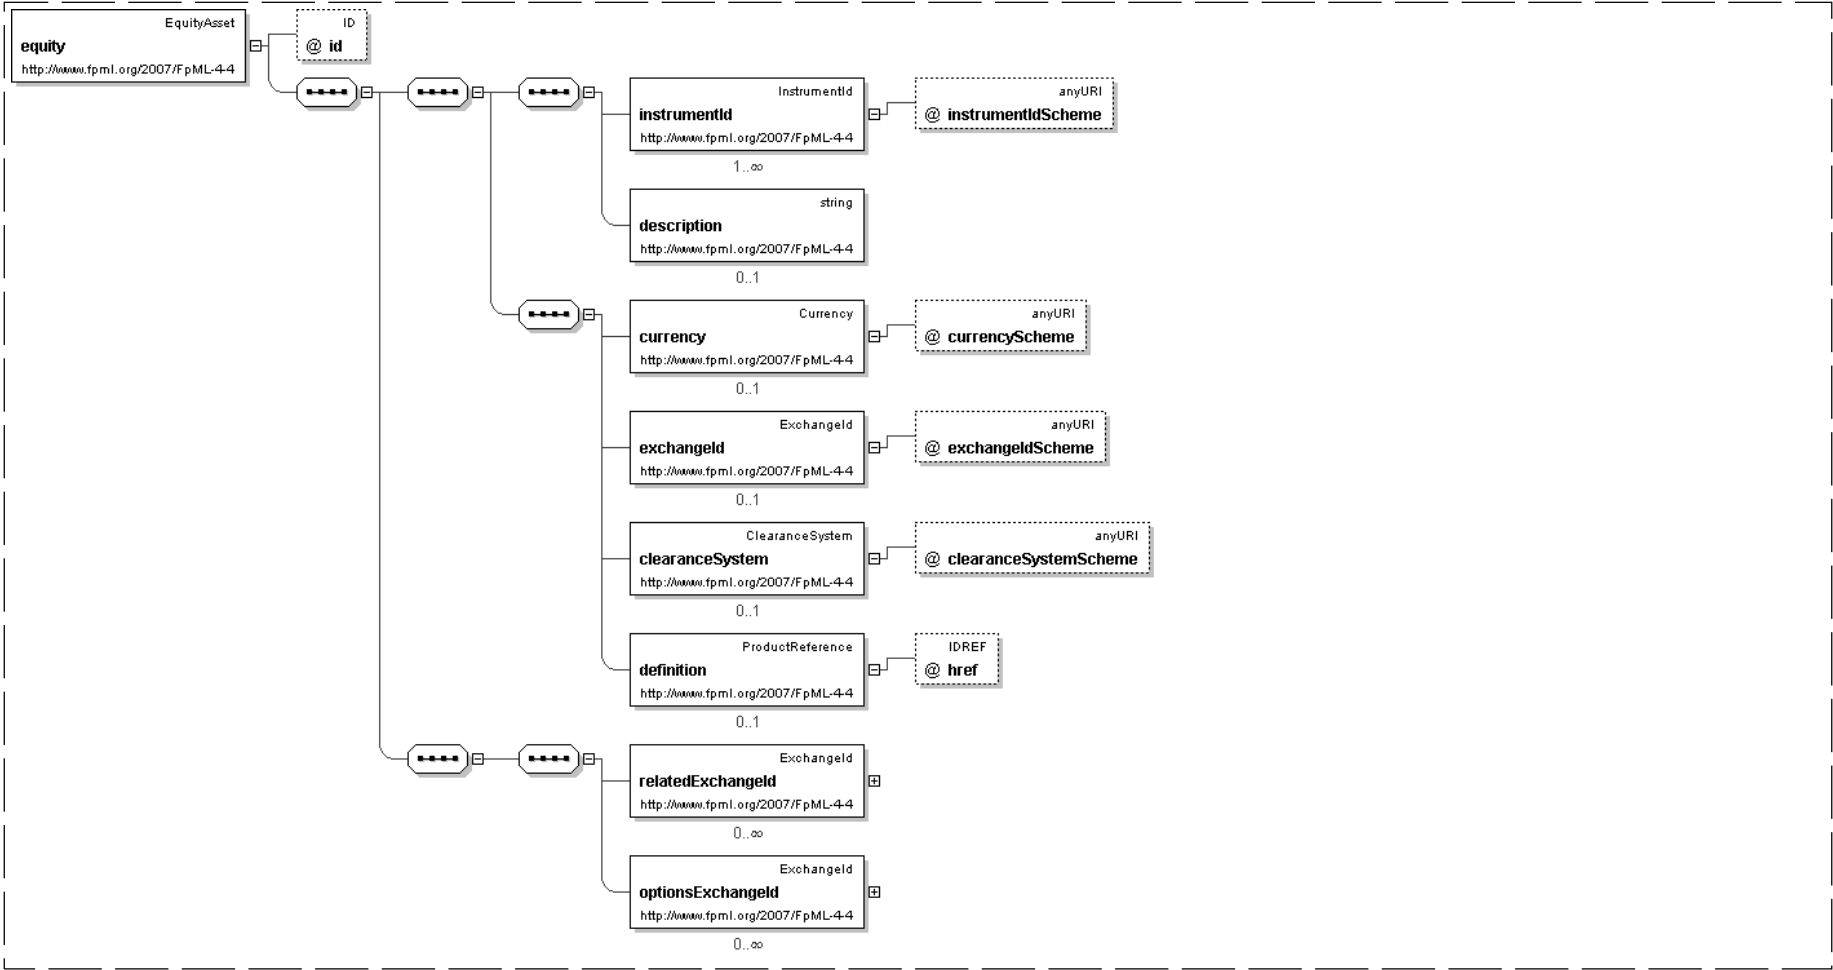 EquityAsset
equity
http://www.fpml.org/2007/FpML-4-4
ID
@ id
InstrumentId
instrumentId
http://www.fpml.org/2007/FpML-4-4
1..∞
anyURI
@ instrumentIdScheme
string
description
http://www.fpml.org/2007/FpML-4-4
0..1
Currency
currency
http://www.fpml.org/2007/FpML-4-4
0..1
anyURI
@ currencyScheme
ExchangeId
exchangeId
http://www.fpml.org/2007/FpML-4-4
0..1
anyURI
@ exchangeIdScheme
ClearanceSystem
clearanceSystem
http://www.fpml.org/2007/FpML-4-4
0..1
anyURI
@ clearanceSystemScheme
ProductReference
definition
http://www.fpml.org/2007/FpML-4-4
0..1
IDREF
@ href
ExchangeId
relatedExchangeId
http://www.fpml.org/2007/FpML-4-4
0..∞
ExchangeId
optionsExchangeId
http://www.fpml.org/2007/FpML-4-4
0..∞